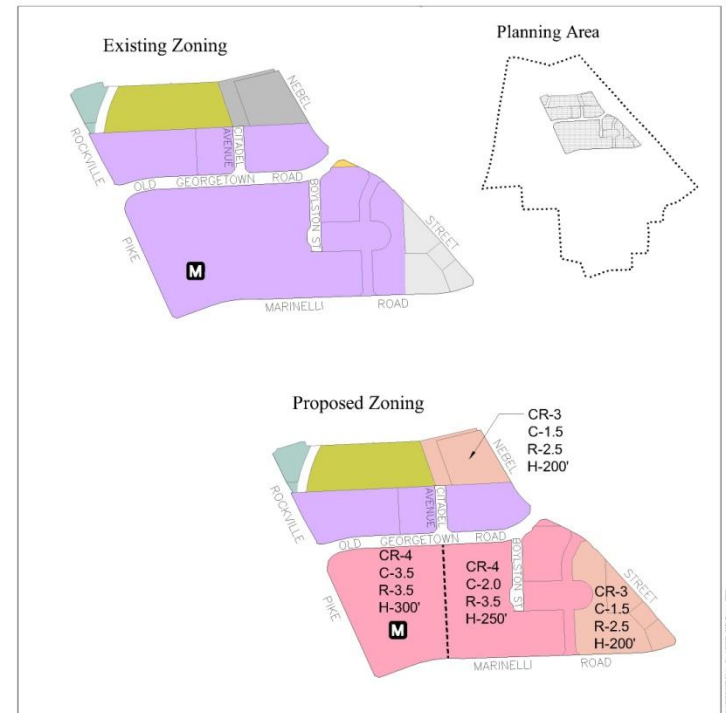 Existing Zoning
Planning Area
NEBEL
ROCKVILLE
CITADEL
AVENUE
OLD GEORGETOWN ROAD
BOYLSTON ST
STREET
PIKE
M
MARINELLI ROAD
Proposed Zoning
CR-3
C-1.5
R-2.5
H-200'
NEBEL
ROCKVILLE
CITADEL
AVENUE
OLD GEORGETOWN ROAD
BOYLSTON ST
STREET
PIKE
CR-4
C-3.5
R-3.5
H-300'
M
CR-4
C-2.0
R-3.5
H-250'
CR-3
C-1.5
R-2.5
H-200'
MARINELLI ROAD